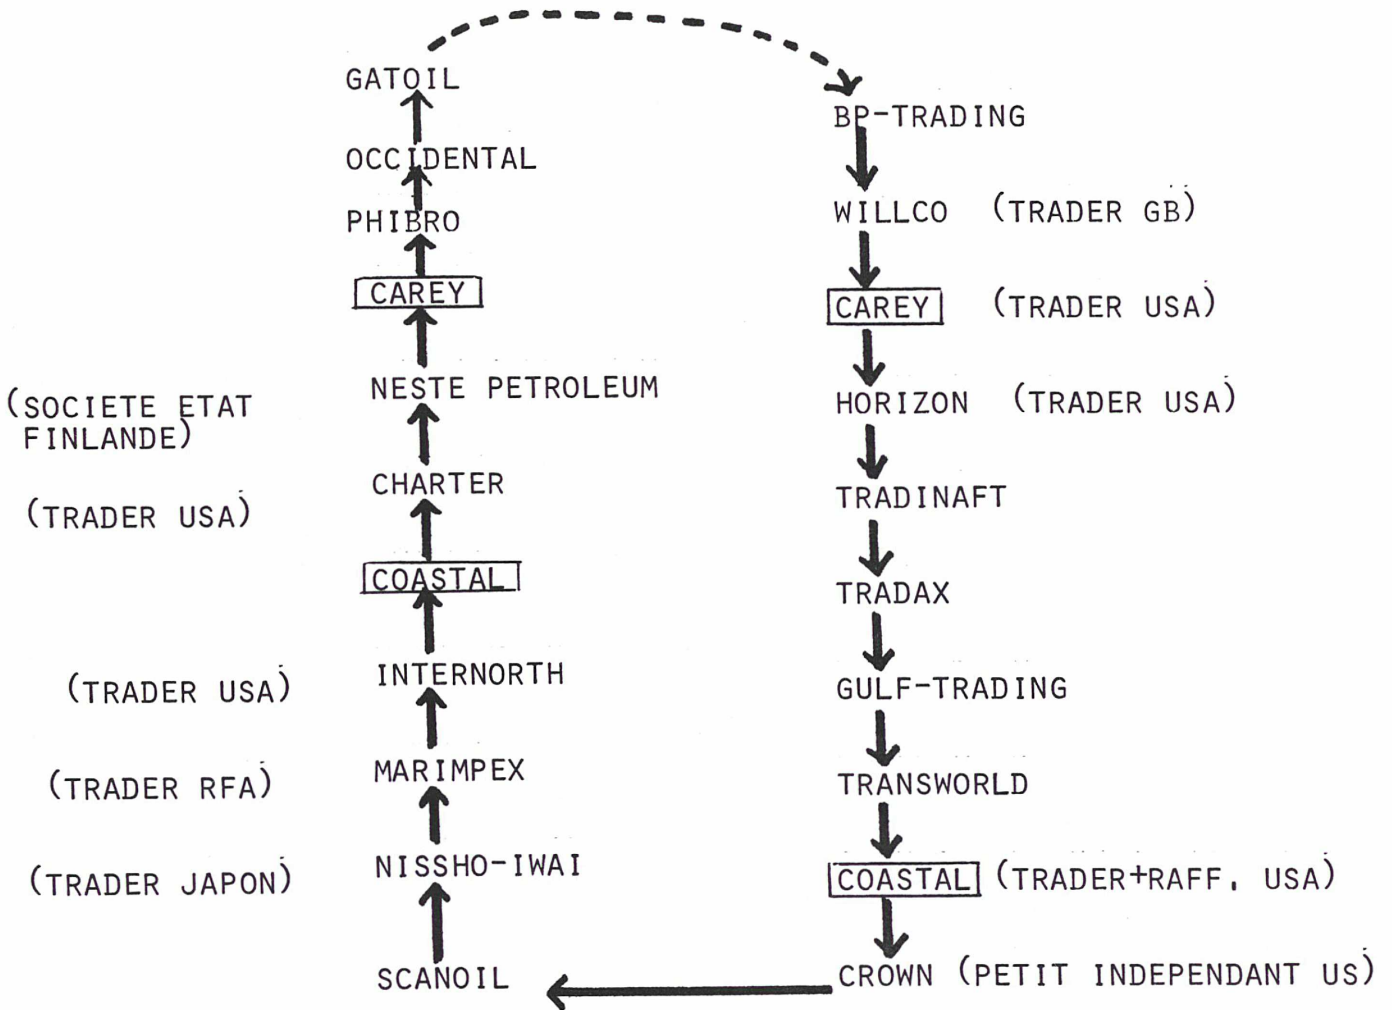 GATOIL
OCCIDENTAL
PHIBRO
CAREY
NESTE PETROLEUM
(SOCIETE ETAT
FINLANDE)
CHARTER
(TRADER USA)
COASTAL
INTERNORTH
(TRADER USA)
MARIMPEX
(TRADER RFA)
NISSHO-IWAI
(TRADER JAPON)
SCANOIL
BP-TRADING
WILLCO (TRADER GB)
CAREY (TRADER USA)
HORIZON (TRADER USA)
TRADINAFT
TRADAX
GULF-TRADING
TRANSWORLD
COASTAL (TRADER+RAFF. USA)
CROWN (PETIT INDEPENDANT US)